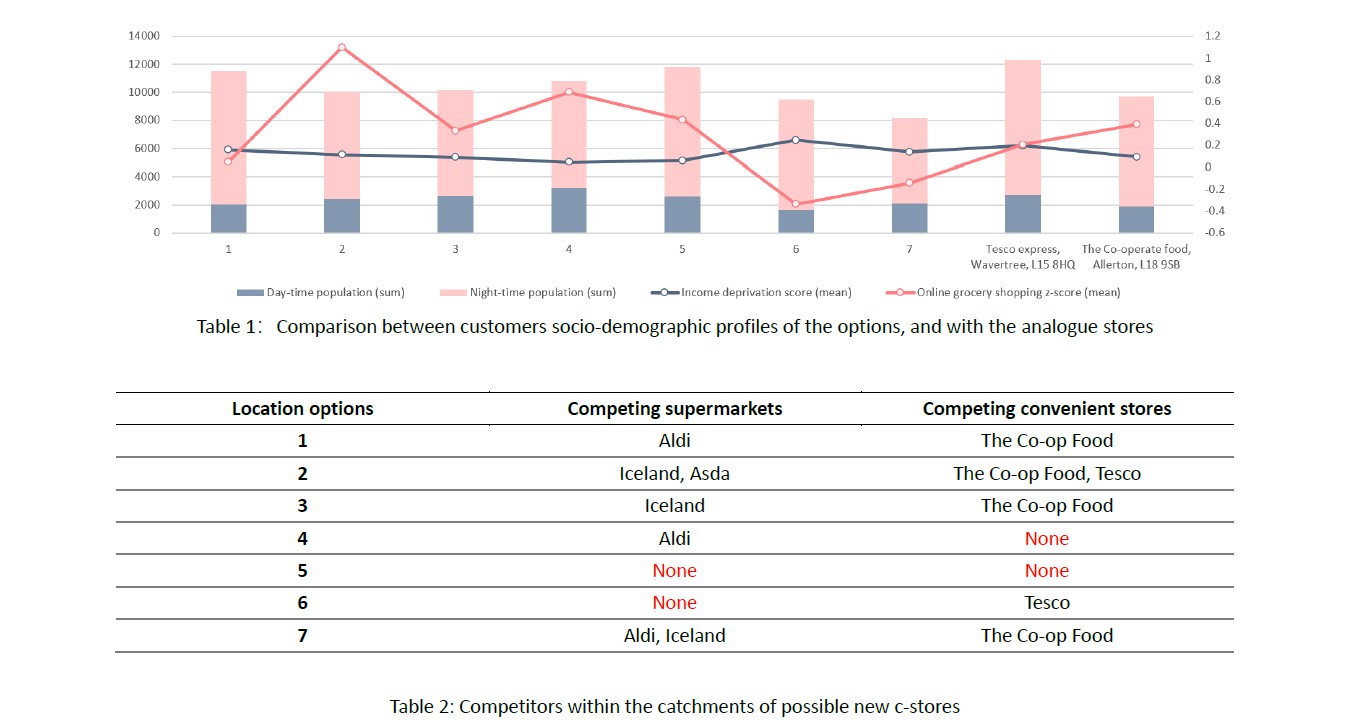 14000
12000
10000
8000
6000
4000
2000
0
1.2
1
0.8
0.6
0.4
0.2
0
-0.2
-0.4
-0.6
1 2 3 4 5 6 7 Tesco express, The Co-operate food,
Wavertree, L15 8HQ Allerton, L18 9SB
Day-time population (sum) Night-time population (sum) Income deprivation score (mean) Online grocery shopping z-score (mean)
Table 1: Comparison between customers socio-demographic profiles of the options, and with the analogue stores
Location options Competing supermarkets Competing convenient stores
1 Aldi The Co-op Food
2 Iceland, Asda The Co-op Food, Tesco
3 Iceland The Co-op Food
4 Aldi None
5 None None
6 None Tesco
7 Aldi, Iceland The Co-op Food
Table 2: Competitors within the catchments of possible new c-stores